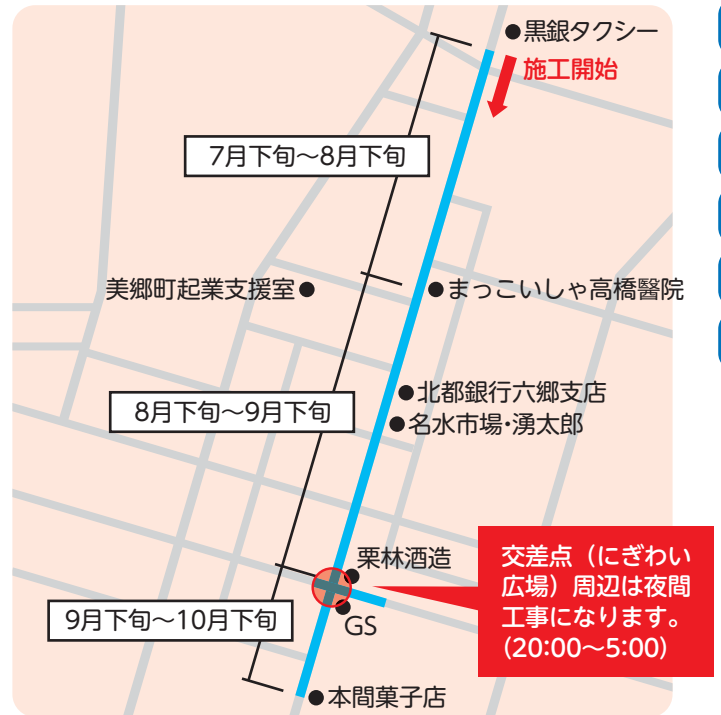 黒銀タクシー
施工開始
7月下旬〜8月下旬
美郷町起業支援室
まっこいしゃ高橋醫院
北都銀行六郷支店
8月下旬〜9月下旬
名水市場・湧太郎
栗林酒造
交差点（にぎわい
広場）周辺は夜間
工事になります。
(20:00〜5:00)
9月下旬〜10月下旬
GS
本間菓子店